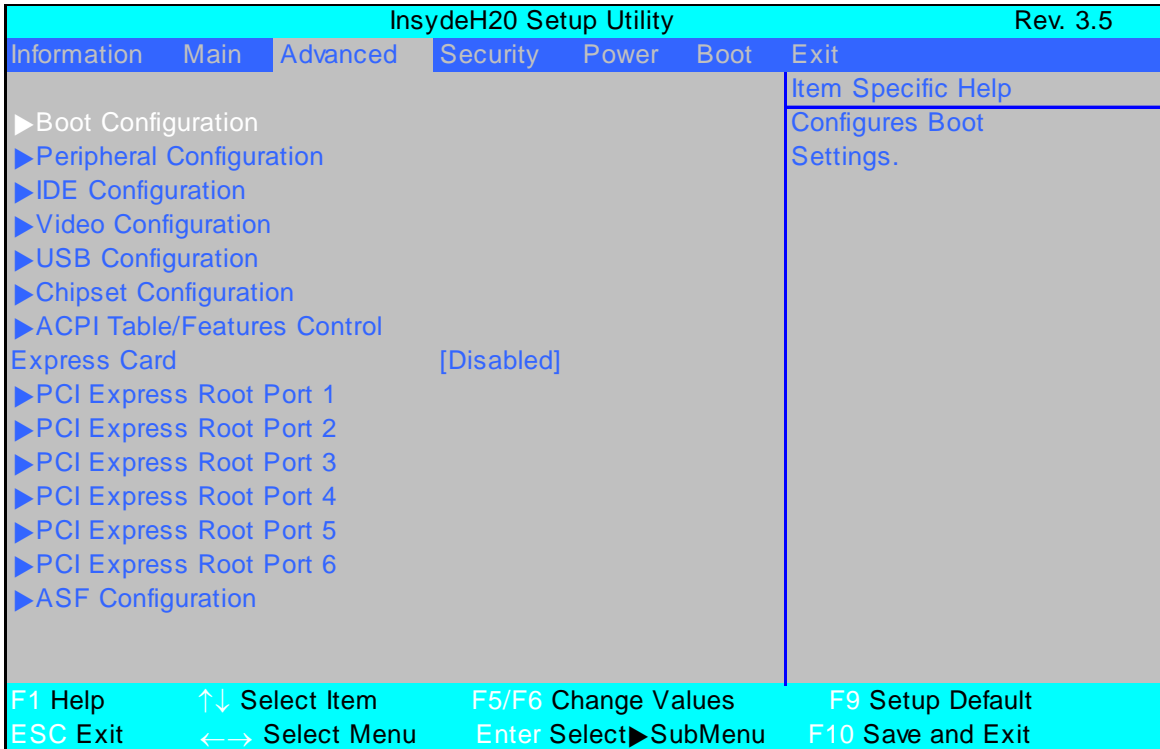 InsydeH20 Setup Utility Rev. 3.5
Information Main Advanced Security Power Boot Exit
Item Specific Help
▶Boot Configuration
Configures Boot
Settings.
▶Peripheral Configuration
▶IDE Configuration
▶Video Configuration
▶USB Configuration
▶Chipset Configuration
▶ACPI Table/Features Control
Express Card [Disabled]
▶PCI Express Root Port 1
▶PCI Express Root Port 2
▶PCI Express Root Port 3
▶PCI Express Root Port 4
▶PCI Express Root Port 5
▶PCI Express Root Port 6
▶ASF Configuration
F1 Help ↑↓ Select Item F5/F6 Change Values F9 Setup Default
ESC Exit ←→ Select Menu Enter Select▶SubMenu F10 Save and Exit